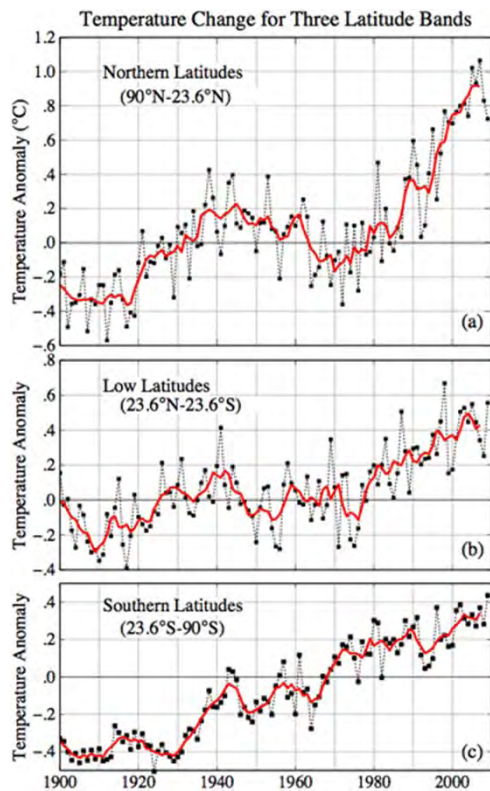 Temperature Change for Three Latitude Bands
1.2
1.0
.8
.6
.4
.2
.0
-.2
-.4
-.6
Temperature Anomaly (°C)
Northern Latitudes
(90°N-23.6°N)
(a)
.8
.6
.4
.2
.0
-.2
-.4
Temperature Anomaly
Low Latitudes
(23.6°N-23.6°S)
(b)
.4
.2
.0
-.2
-.4
Temperature Anomaly
Southern Latitudes
(23.6°S-90°S)
(c)
1900 1920 1940 1960 1980 2000